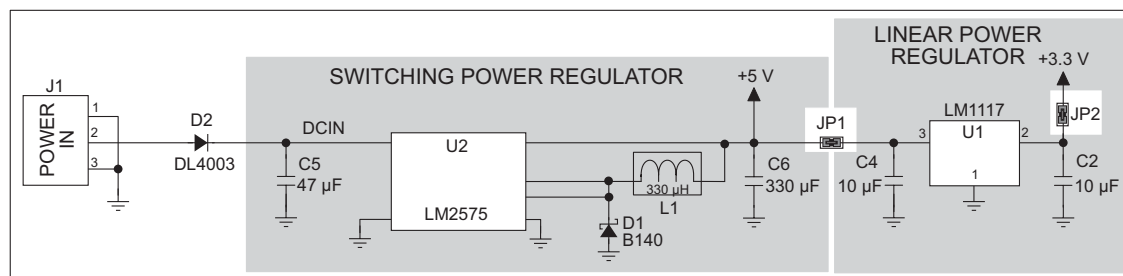 LINEAR POWER
REGULATOR
SWITCHING POWER REGULATOR
+3.3 V
+5 V
J1
POWER
IN
1
2
3
D2
DL4003
DCIN
C5
47 µF
U2
LM2575
330 µH
L1
D1
B140
C6
330 µF
JP1
C4
10 µF
LM1117
3
U1
2
1
JP2
C2
10 µF